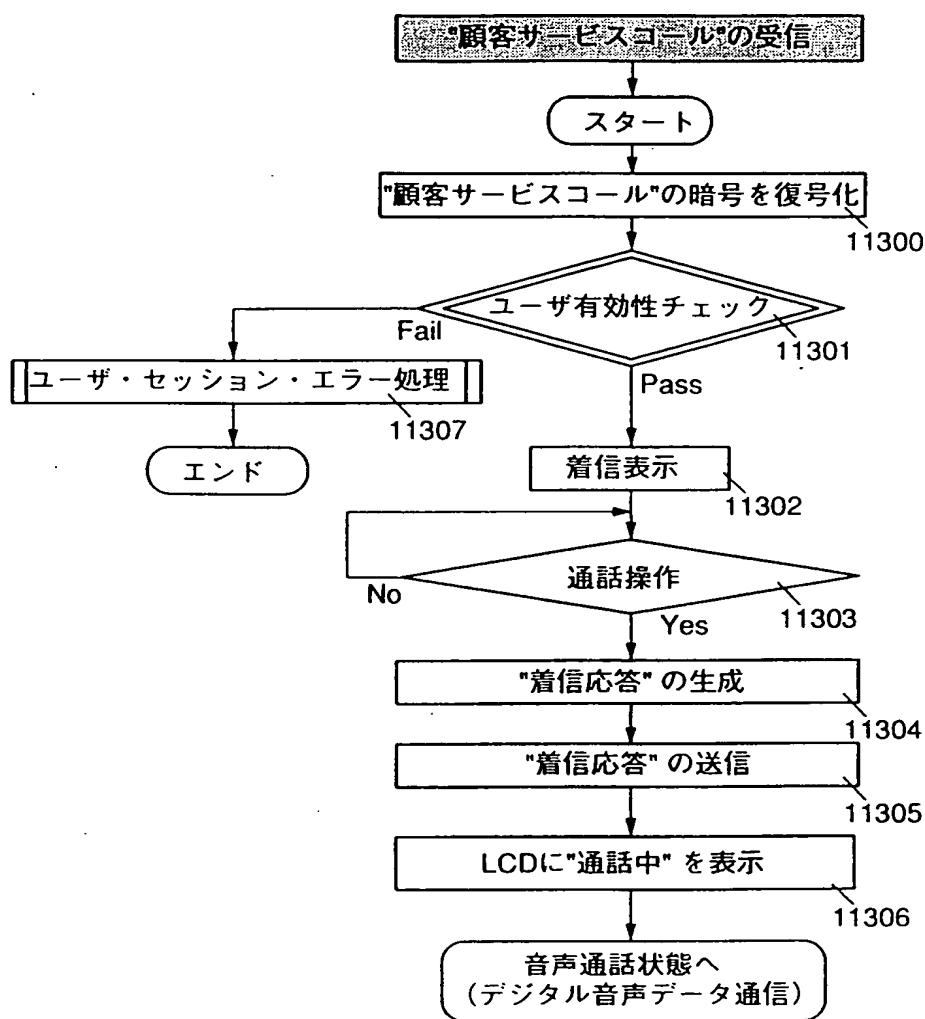 "顧客サービスコール"の受信
スタート
"顧客サービスコール"の暗号を復号化
11300
ユーザ有効性チェック
11301
Fail
Pass
ユーザ・セッション・エラー処理
11307
エンド
着信表示
11302
通話操作
11303
No
Yes
"着信応答" の生成
11304
"着信応答" の送信
11305
LCDに"通話中" を表示
11306
音声通話状態へ
(デジタル音声データ通信)